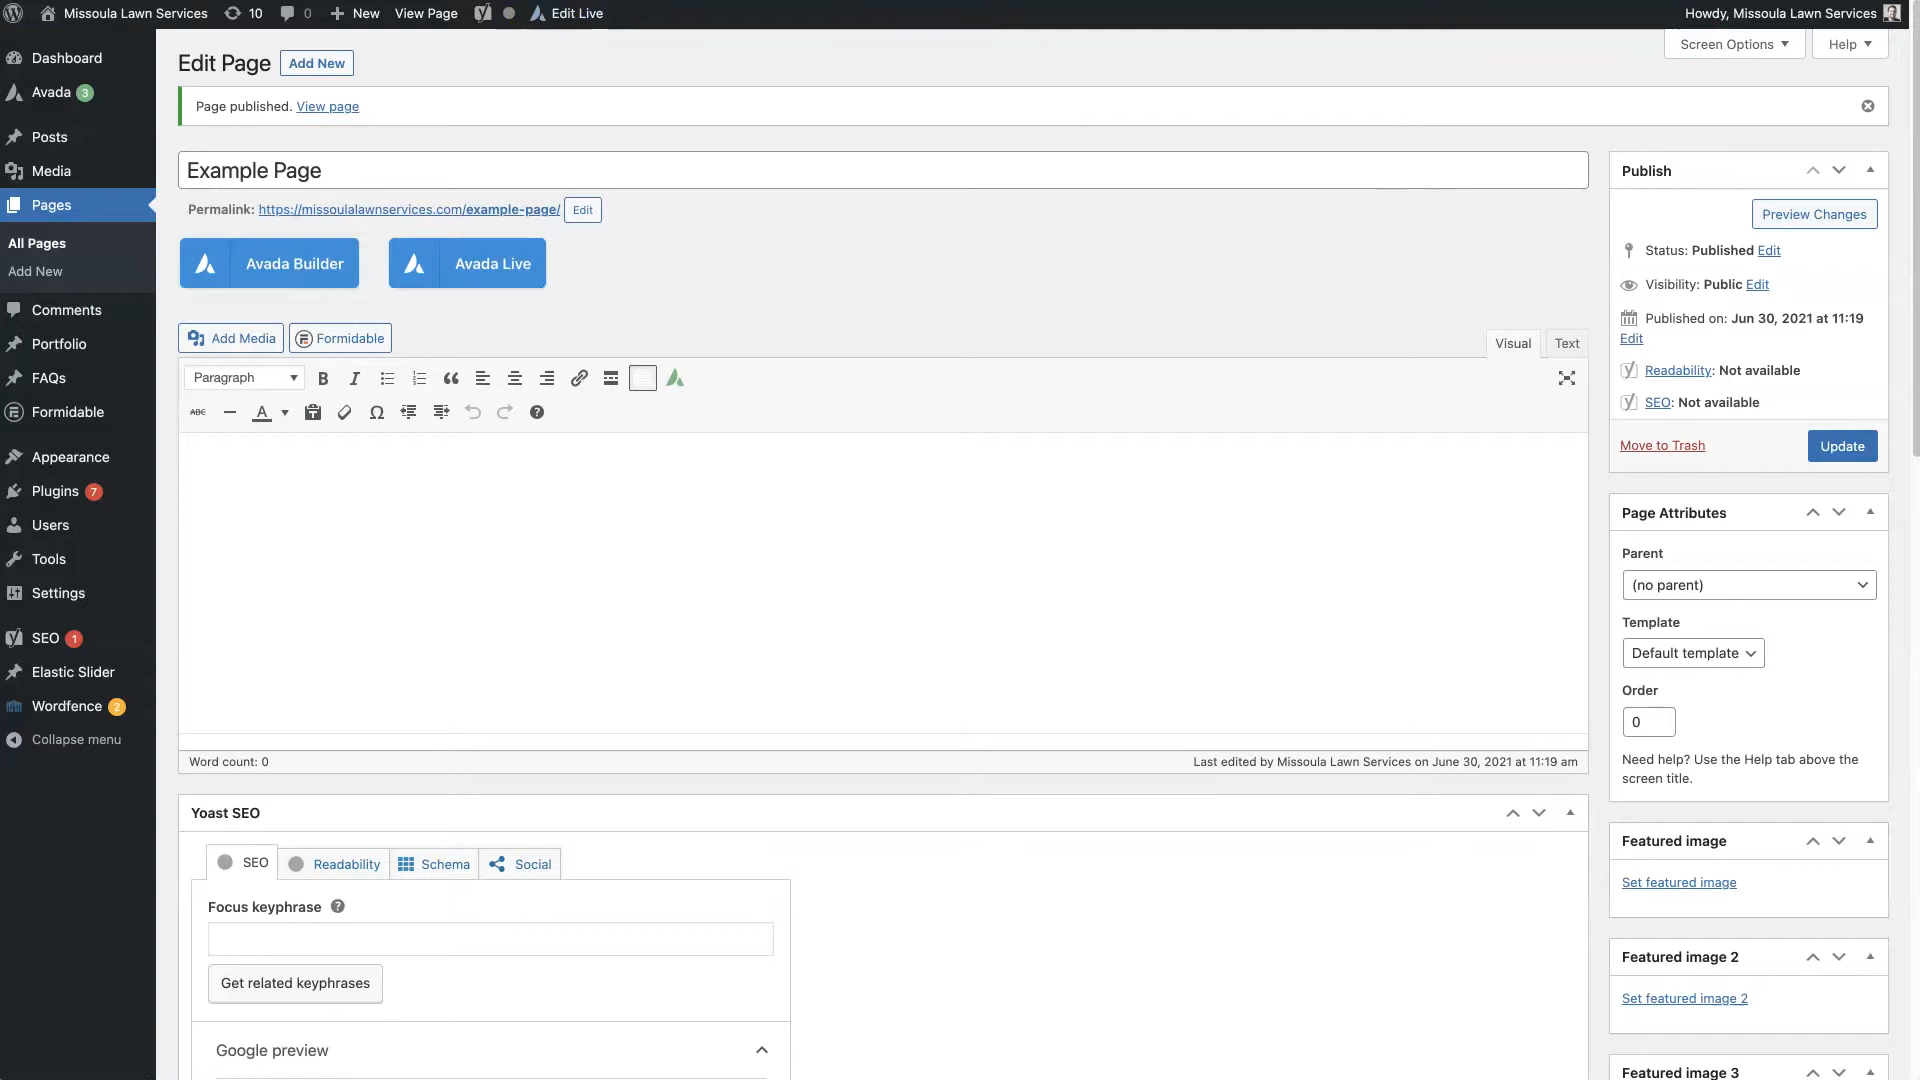 Missoula Lawn Services 10 0 New View Page Edit Live Howdy, Missoula Lawn Services
Dashboard
Avada 3
Posts
Media
Pages
All Pages
Add New
Comments
Portfolio
FAQs
Formidable
Appearance
Plugins 7
Users
Tools
Settings
SEO 1
Elastic Slider
Wordfence 2
Collapse menu
Screen Options Help
Edit Page Add New
Page published. View page
Example Page
Permalink: https://missoulalawnservices.com/example-page/ Edit
Avada Builder Avada Live
Add Media Formidable
Visual Text
Paragraph B I
ABC A Ω
Word count: 0 Last edited by Missoula Lawn Services on June 30, 2021 at 11:19 am
Yoast SEO
SEO Readability Schema Social
Focus keyphrase
Get related keyphrases
Google preview
Publish
Preview Changes
Status: Published Edit
Visibility: Public Edit
Published on: Jun 30, 2021 at 11:19
Edit
Readability: Not available
SEO: Not available
Move to Trash Update
Page Attributes
Parent
(no parent)
Template
Default template
Order
0
Need help? Use the Help tab above the
screen title.
Featured image
Set featured image
Featured image 2
Set featured image 2
Featured image 3